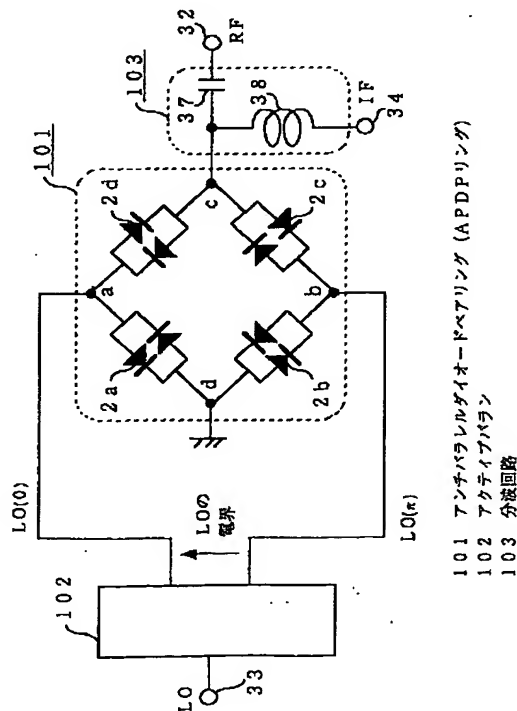 103
32
RF
37
38
IF
34
101
2d
2a
a
c
d
b
2b
2c
LO(0)
LOの
電界
LO(π)
102
LO
33
101 アンチパラレルダイオードペアリング (APDPリング)
102 アクティブバラン
103 分波回路